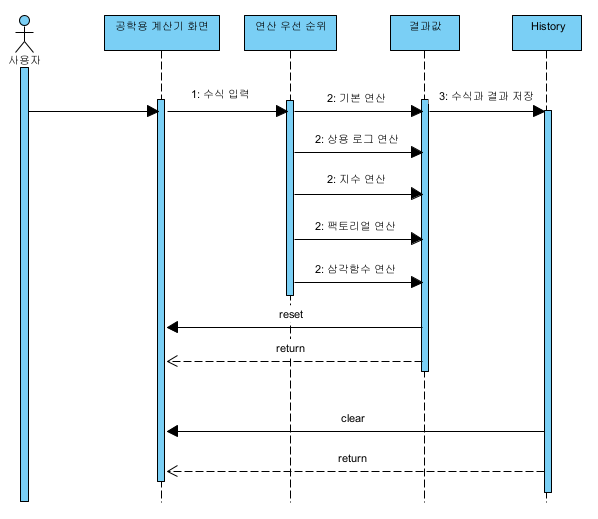 사용자
공학용 계산기 화면
연산 우선 순위
결과값
History
1: 수식 입력
2: 기본 연산
3: 수식과 결과 저장
2: 상용 로그 연산
2: 지수 연산
2: 팩토리얼 연산
2: 삼각함수 연산
reset
return
clear
return